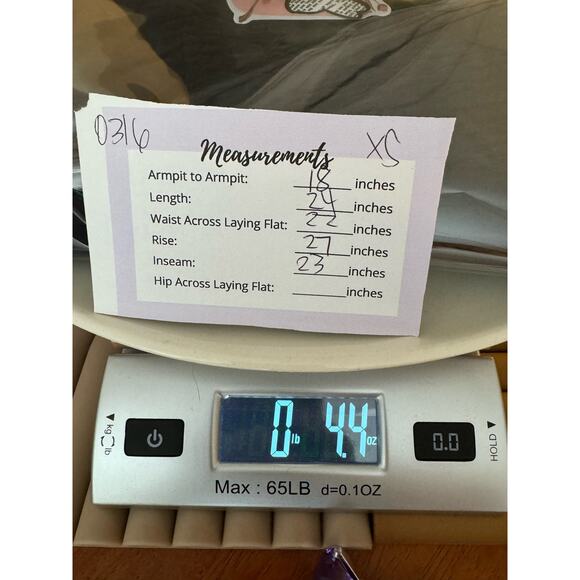 0316
XS
Measurements
Armpit to Armpit: 18 inches
Length: 24 inches
Waist Across Laying Flat: 22 inches
Rise: 27 inches
Inseam: 23 inches
Hip Across Laying Flat: ______ inches
kg lb
0 lb 4.4 oz
0.0
HOLD
Max : 65LB d=0.1OZ